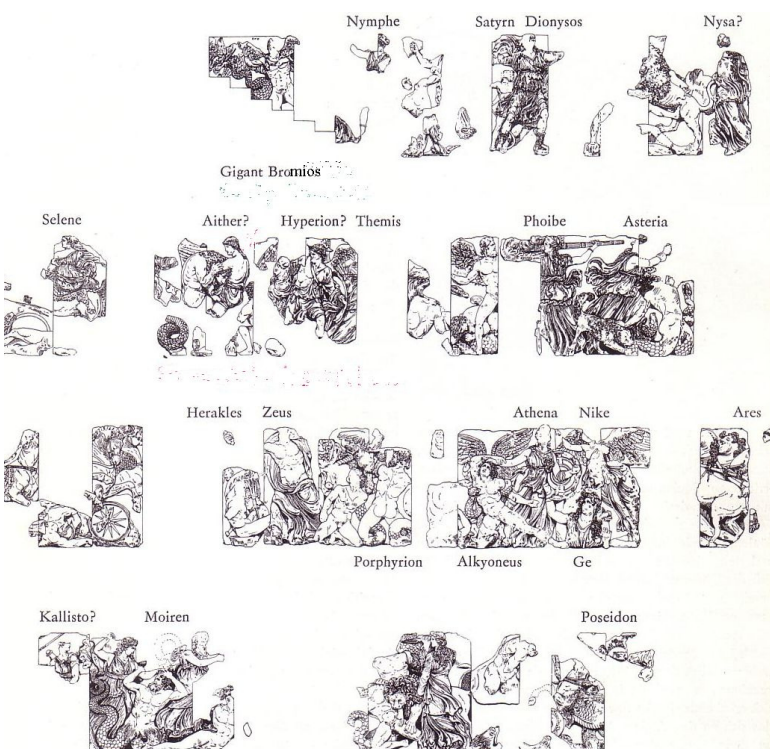 Nymphe Satyrn Dionysos Nysa?
Gigant Bromios
Selene Aither? Hyperion? Themis Phoibe Asteria
Herakles Zeus Athena Nike Ares
Porphyrion Alkyoneus Ge
Kallisto? Moiren Poseidon